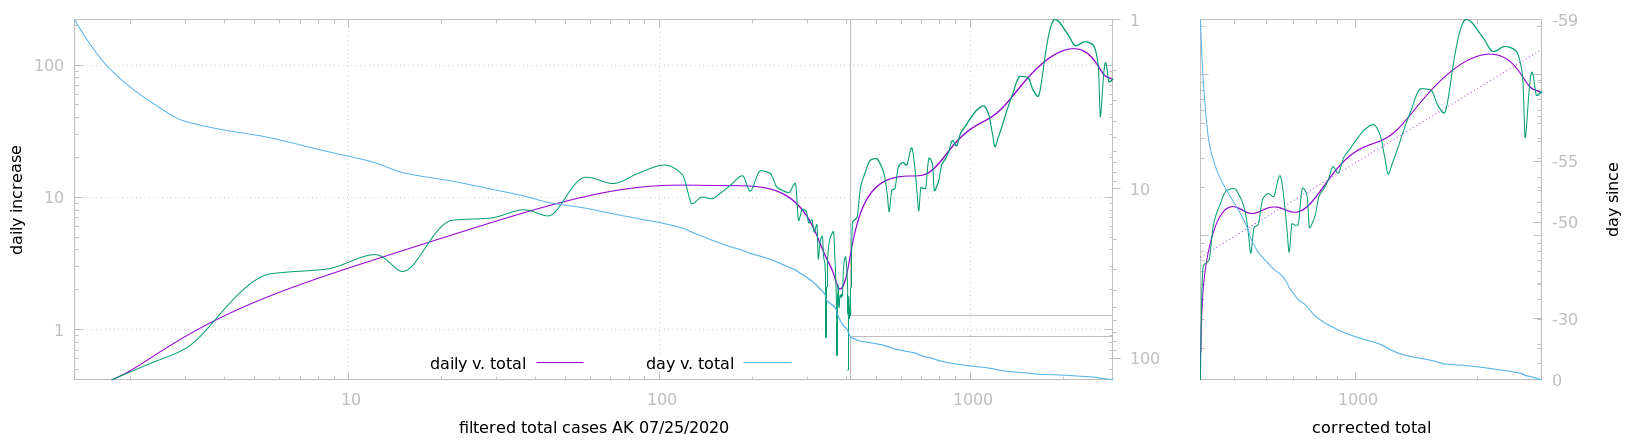 1
-59
100
daily increase
10
10
-55
-50
day since
1
-30
daily v. total
day v. total
100
0
10
100
1000
1000
filtered total cases AK 07/25/2020
corrected total